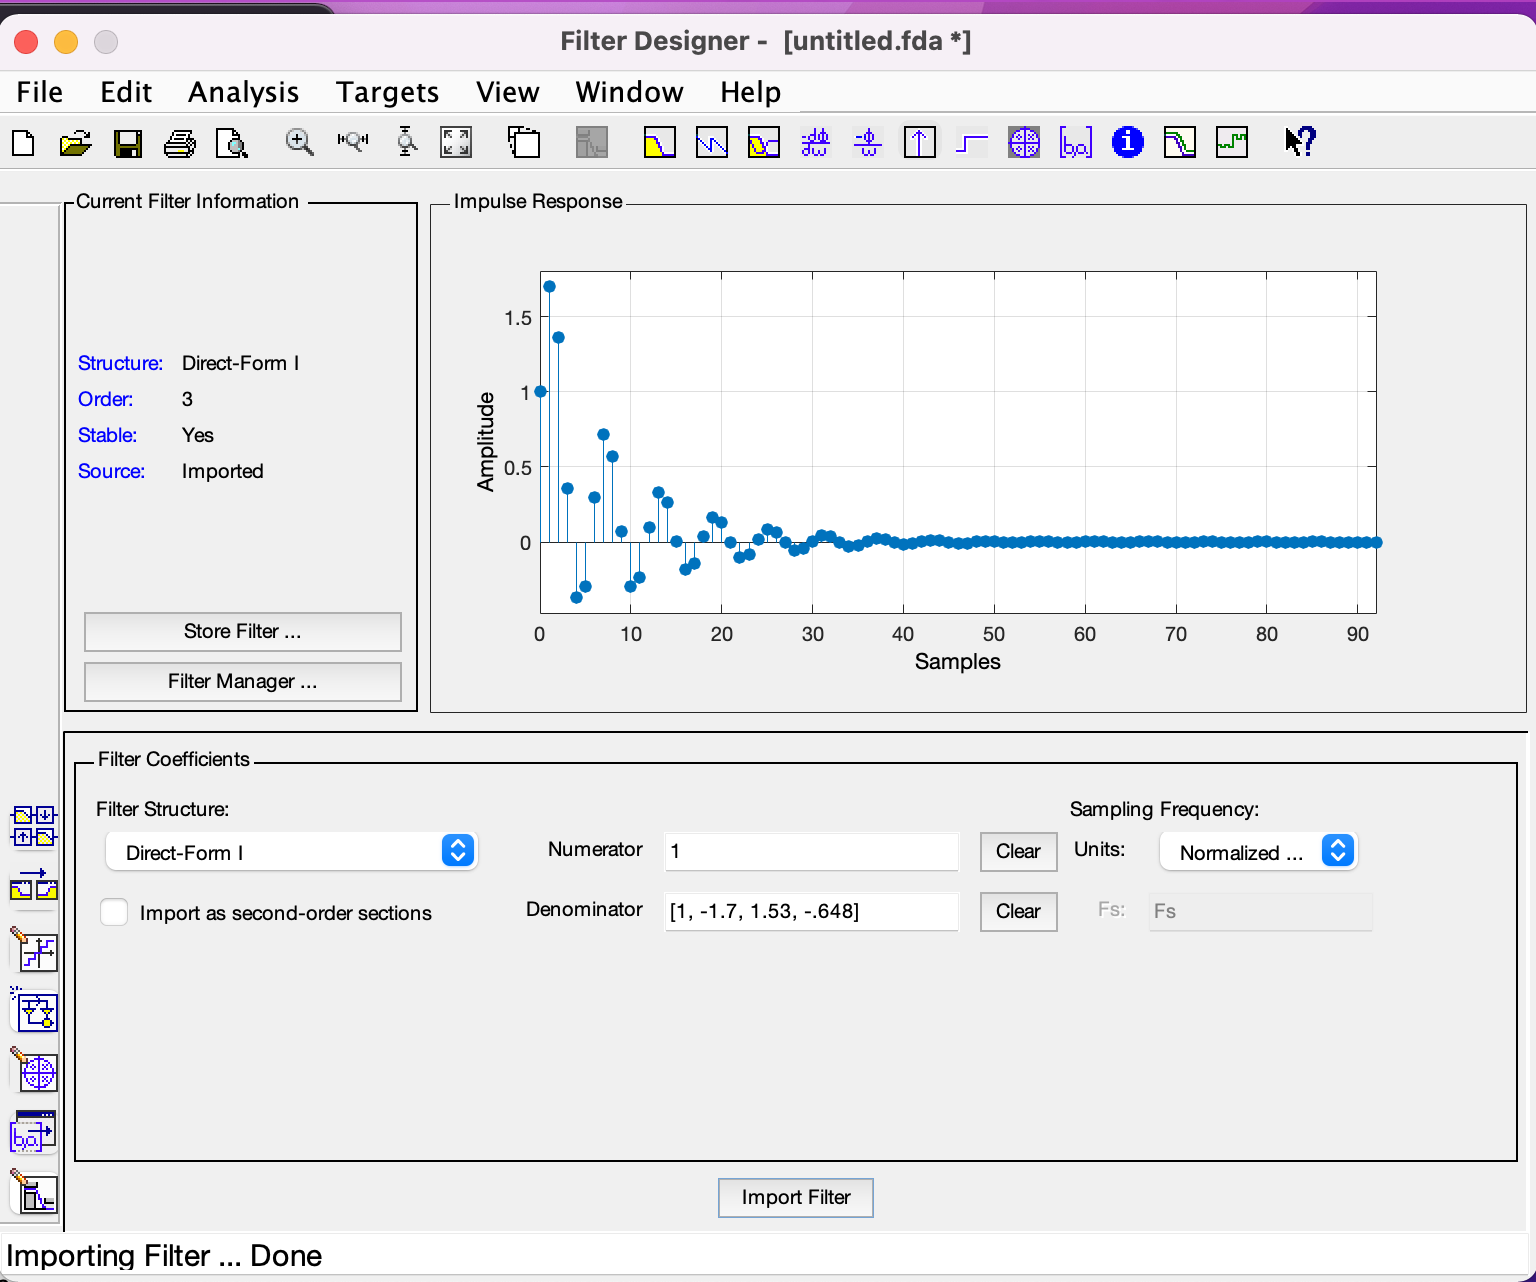 Filter Designer - [untitled.fda *]
File Edit Analysis Targets View Window Help
Current Filter Information
Structure: Direct-Form I
Order: 3
Stable: Yes
Source: Imported
Store Filter ...
Filter Manager ...
Impulse Response
1.5
1
0.5
0
Amplitude
0 10 20 30 40 50 60 70 80 90
Samples
Filter Coefficients
Filter Structure:
Direct-Form I
Import as second-order sections
Numerator 1 Clear
Denominator [1, -1.7, 1.53, -.648] Clear
Sampling Frequency:
Units: Normalized ...
Fs: Fs
Import Filter
Importing Filter ... Done